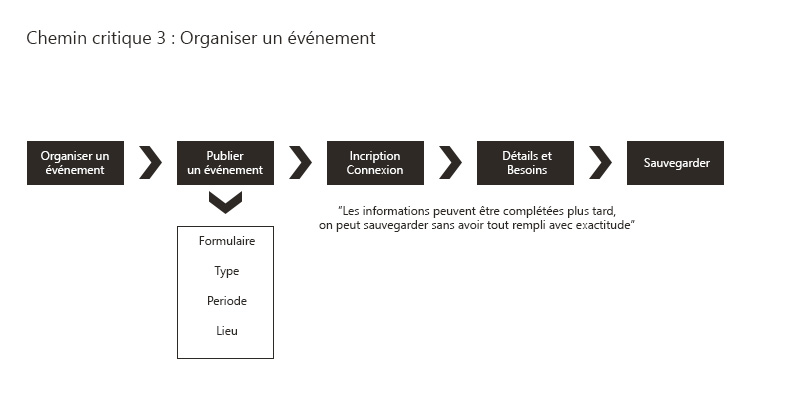 Chemin critique 3 : Organiser un événement
Organiser un
événement
Publier
un événement
Incription
Connexion
Détails et
Besoins
Sauvegarder
"Les informations peuvent être complétées plus tard,
on peut sauvegarder sans avoir tout rempli avec exactitude"
Formulaire
Type
Periode
Lieu